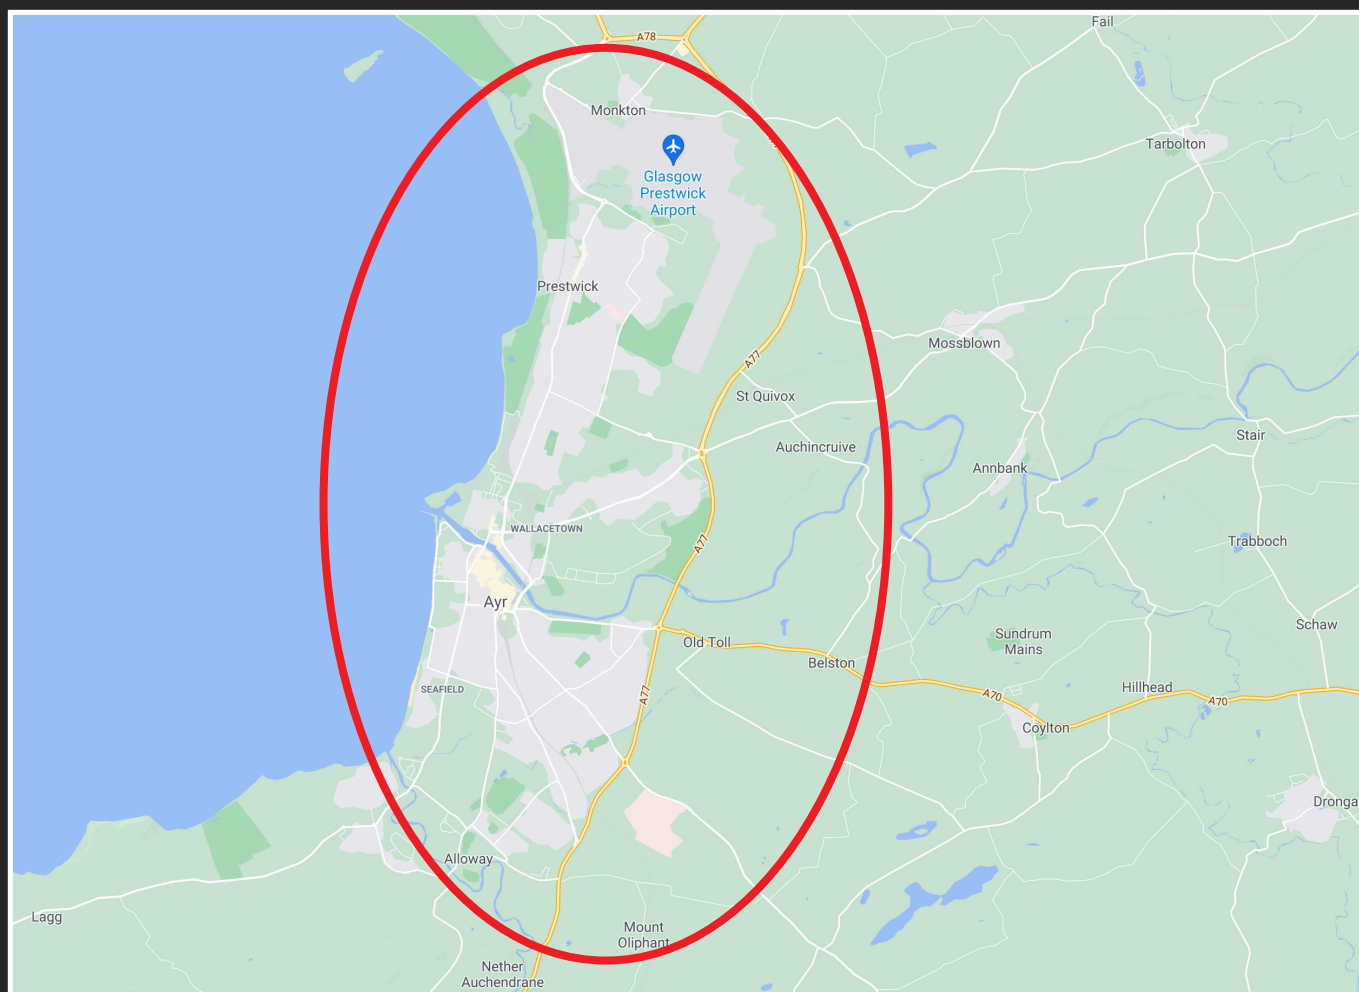 Fail
A78
Monkton
Tarbolton
Glasgow
Prestwick
Airport
Prestwick
Mossblown
A77
St Quivox
Auchincruive
Stair
Annbank
WALLACETOWN
Trabboch
A77
Ayr
Old Toll
Sundrum
Mains
Schaw
Belston
SEAFIELD
A77
A70
Hillhead
A70
Coylton
Dronga
Alloway
Lagg
Mount
Oliphant
Nether
Auchendrane